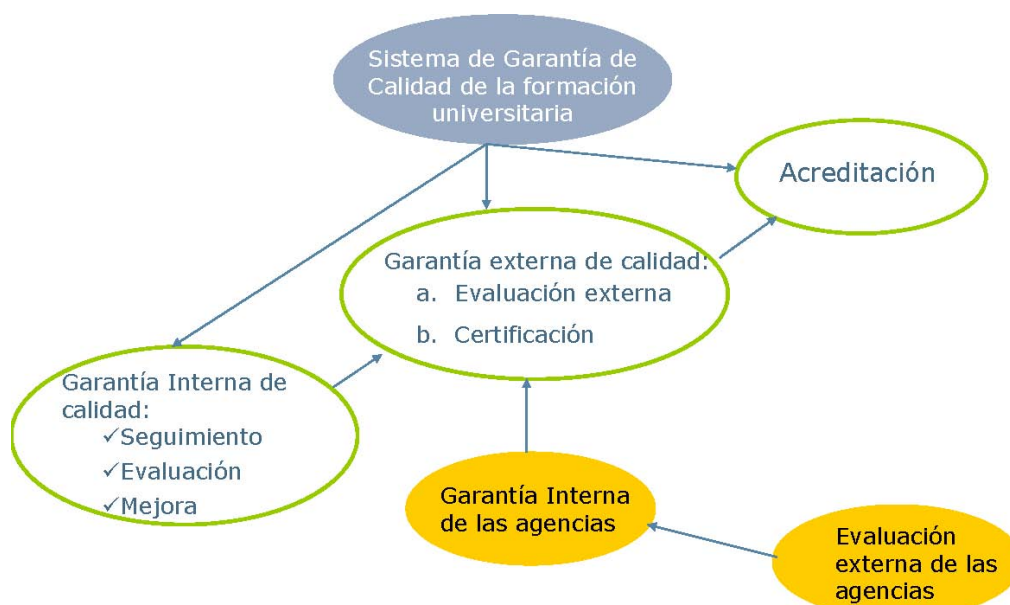 Sistema de Garantía de
Calidad de la formación
universitaria
Acreditación
Garantía externa de calidad:
a. Evaluación externa
b. Certificación
Garantía Interna de
calidad:
✓Seguimiento
✓Evaluación
✓Mejora
Garantía Interna
de las agencias
Evaluación
externa de las
agencias